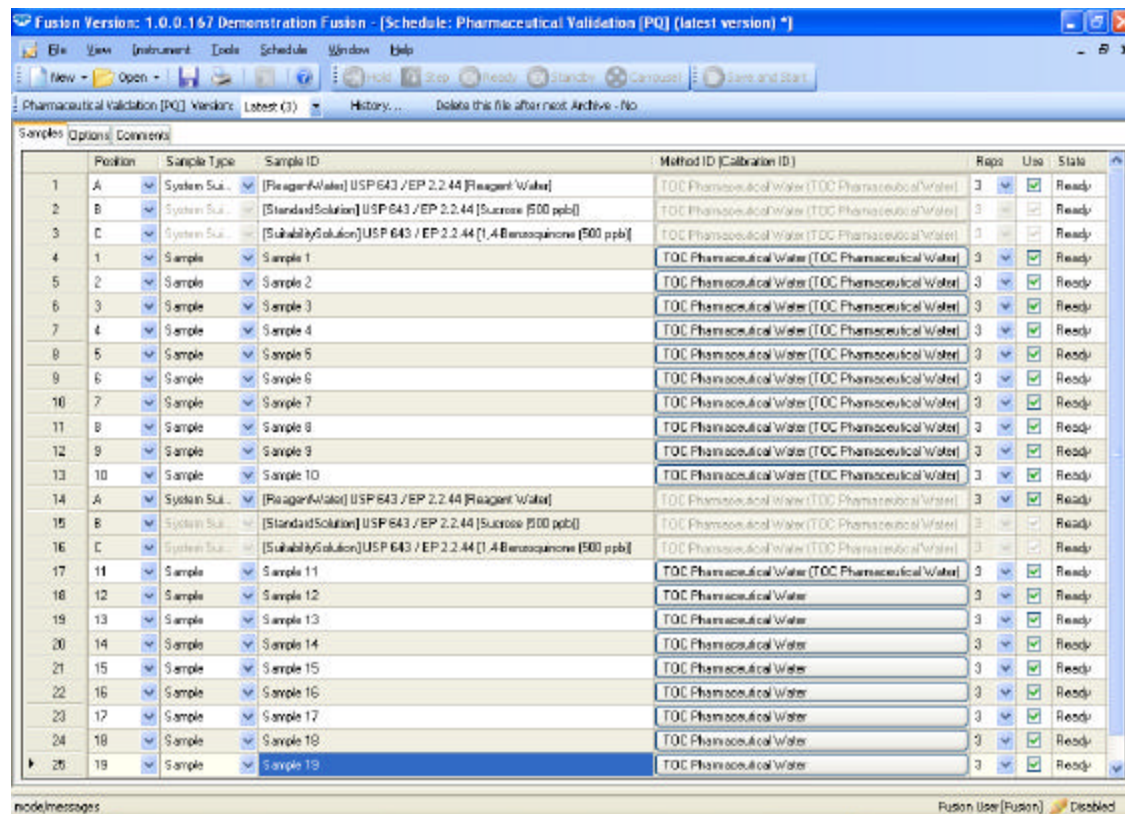 Fusion Version: 1.0.0.167 Demonstration Fusion - [Schedule: Pharmaceutical Validation [PQ] (latest version) *]
File View Instrument Tools Schedule Window Help
New Open Hold Step Ready Standby Carousel Save and Start
Pharmaceutical Validation [PQ] Version: Latest (3) History... Delete this file after next Archive - No
Samples Options Comments
Position Sample Type Sample ID Method ID (Calibration ID) Reps Use State
1 A System Sui... [ReagentWater] USP 643 / EP 2.2.44 [Reagent Water] TOC Pharmaceutical Water (TOC Pharmaceutical Water) 3 Ready
2 B System Sui... [StandardSolution] USP 643 / EP 2.2.44 [Sucrose (500 ppb)] TOC Pharmaceutical Water (TOC Pharmaceutical Water) 3 Ready
3 C System Sui... [SuitabilitySolution] USP 643 / EP 2.2.44 [1,4-Benzoquinone (500 ppb)] TOC Pharmaceutical Water (TOC Pharmaceutical Water) 3 Ready
4 1 Sample Sample 1 TOC Pharmaceutical Water (TOC Pharmaceutical Water) 3 Ready
5 2 Sample Sample 2 TOC Pharmaceutical Water (TOC Pharmaceutical Water) 3 Ready
6 3 Sample Sample 3 TOC Pharmaceutical Water (TOC Pharmaceutical Water) 3 Ready
7 4 Sample Sample 4 TOC Pharmaceutical Water (TOC Pharmaceutical Water) 3 Ready
8 5 Sample Sample 5 TOC Pharmaceutical Water (TOC Pharmaceutical Water) 3 Ready
9 6 Sample Sample 6 TOC Pharmaceutical Water (TOC Pharmaceutical Water) 3 Ready
10 7 Sample Sample 7 TOC Pharmaceutical Water (TOC Pharmaceutical Water) 3 Ready
11 8 Sample Sample 8 TOC Pharmaceutical Water (TOC Pharmaceutical Water) 3 Ready
12 9 Sample Sample 9 TOC Pharmaceutical Water (TOC Pharmaceutical Water) 3 Ready
13 10 Sample Sample 10 TOC Pharmaceutical Water (TOC Pharmaceutical Water) 3 Ready
14 A System Sui... [ReagentWater] USP 643 / EP 2.2.44 [Reagent Water] TOC Pharmaceutical Water (TOC Pharmaceutical Water) 3 Ready
15 B System Sui... [StandardSolution] USP 643 / EP 2.2.44 [Sucrose (500 ppb)] TOC Pharmaceutical Water (TOC Pharmaceutical Water) 3 Ready
16 C System Sui... [SuitabilitySolution] USP 643 / EP 2.2.44 [1,4-Benzoquinone (500 ppb)] TOC Pharmaceutical Water (TOC Pharmaceutical Water) 3 Ready
17 11 Sample Sample 11 TOC Pharmaceutical Water (TOC Pharmaceutical Water) 3 Ready
18 12 Sample Sample 12 TOC Pharmaceutical Water 3 Ready
19 13 Sample Sample 13 TOC Pharmaceutical Water 3 Ready
20 14 Sample Sample 14 TOC Pharmaceutical Water 3 Ready
21 15 Sample Sample 15 TOC Pharmaceutical Water 3 Ready
22 16 Sample Sample 16 TOC Pharmaceutical Water 3 Ready
23 17 Sample Sample 17 TOC Pharmaceutical Water 3 Ready
24 18 Sample Sample 18 TOC Pharmaceutical Water 3 Ready
25 19 Sample Sample 19 TOC Pharmaceutical Water 3 Ready
mode/messages Fusion User [Fusion] Disabled